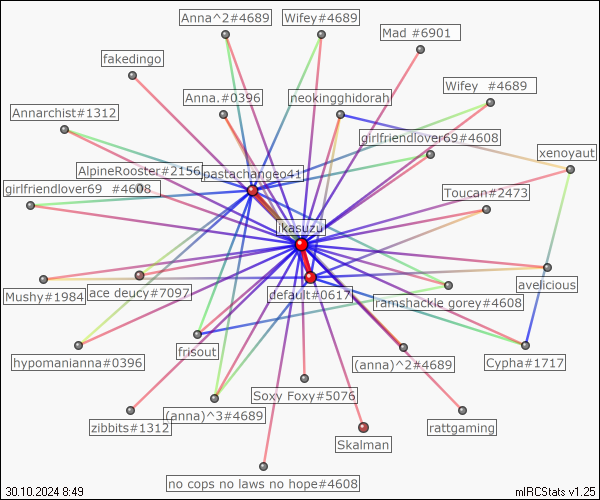 Anna^2#4689
Wifey#4689
Mad #6901
fakedingo
Anna.#0396
neokingghidorah
Wifey  #4689
Annarchist#1312
girlfriendlover69#4608
xenoyaut
AlpineRooster#2156
pastachangeo41
girlfriendlover69  #4608
Toucan#2473
ikasuzu
Mushy#1984
ace deucy#7097
default#0617
ramshackle gorey#4608
avelicious
hypomanianna#0396
frisout
(anna)^2#4689
Cypha#1717
zibbits#1312
(anna)^3#4689
Soxy Foxy#5076
Skalman
rattgaming
no cops no laws no hope#4608
30.10.2024 8:49
mIRCStats v1.25